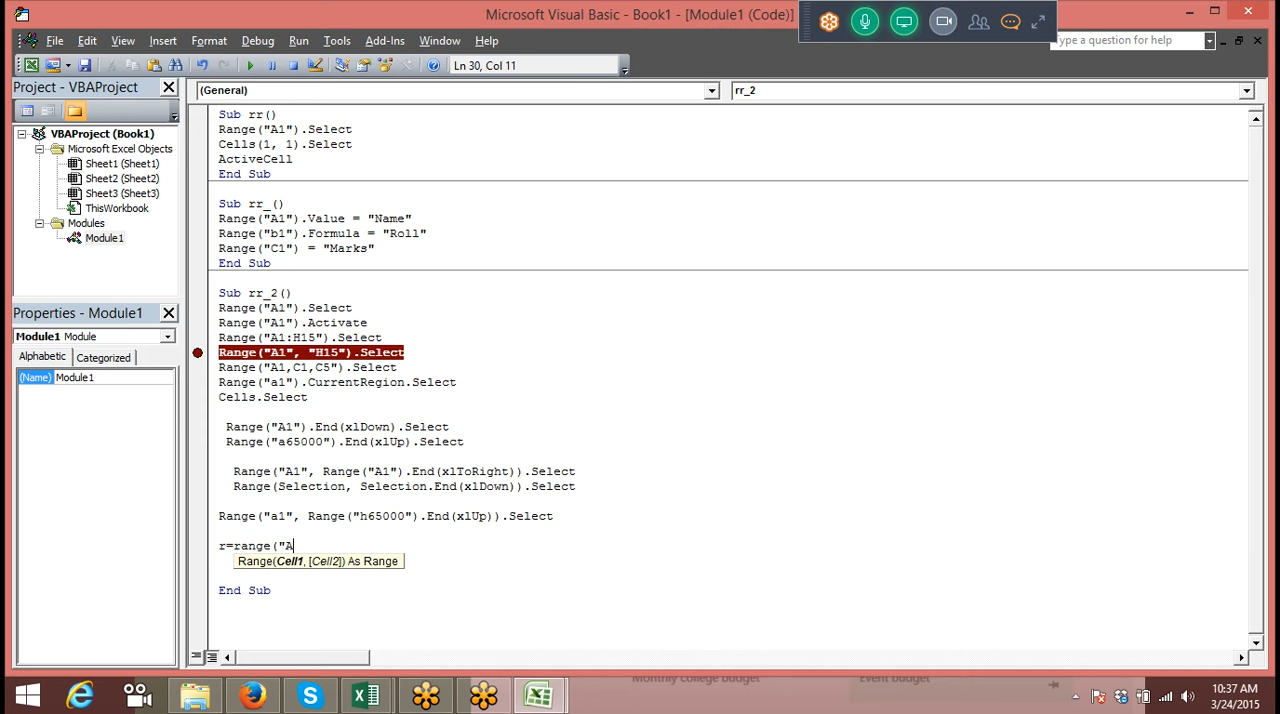 Microsoft Visual Basic - Book1 - [Module1 (Code)]
File Edit View Insert Format Debug Run Tools Add-Ins Window Help
Type a question for help
Ln 30, Col 11
Project - VBAProject
(General)
rr_2
VBAProject (Book1)
Microsoft Excel Objects
Sheet1 (Sheet1)
Sheet2 (Sheet2)
Sheet3 (Sheet3)
ThisWorkbook
Modules
Module1
Properties - Module1
Module1 Module
Alphabetic Categorized
(Name) Module1
Sub rr()
Range("A1").Select
Cells(1, 1).Select
ActiveCell
End Sub
Sub rr_()
Range("A1").Value = "Name"
Range("b1").Formula = "Roll"
Range("C1") = "Marks"
End Sub
Sub rr_2()
Range("A1").Select
Range("A1").Activate
Range("A1:H15").Select
Range("A1", "H15").Select
Range("A1,C1,C5").Select
Range("a1").CurrentRegion.Select
Cells.Select
Range("A1").End(xlDown).Select
Range("a65000").End(xlUp).Select
Range("A1", Range("A1").End(xlToRight)).Select
Range(Selection, Selection.End(xlDown)).Select
Range("a1", Range("h65000").End(xlUp)).Select
r=range("A
Range(Cell1, [Cell2]) As Range
End Sub
Monthly college budget
Event budget
10:37 AM
3/24/2015